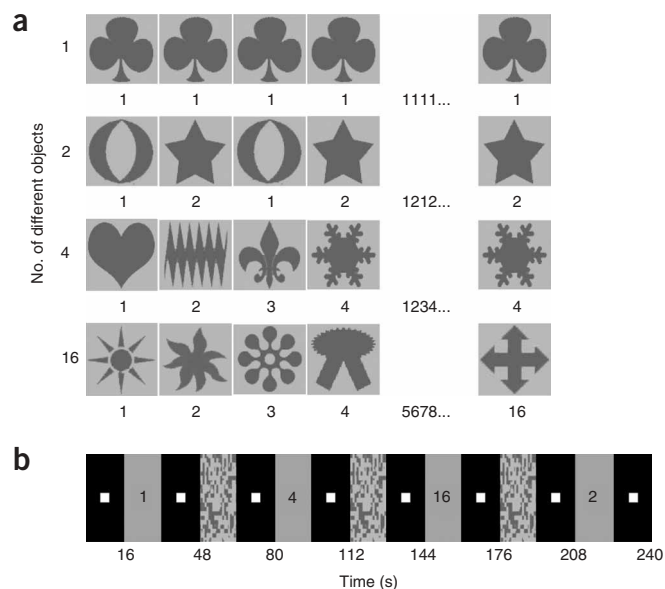 a
No. of different objects
1
1 1 1 1 1111... 1
2
1 2 1 2 1212... 2
4
1 2 3 4 1234... 4
16
1 2 3 4 5678... 16
b
1 4 16 2
16 48 80 112 144 176 208 240
Time (s)